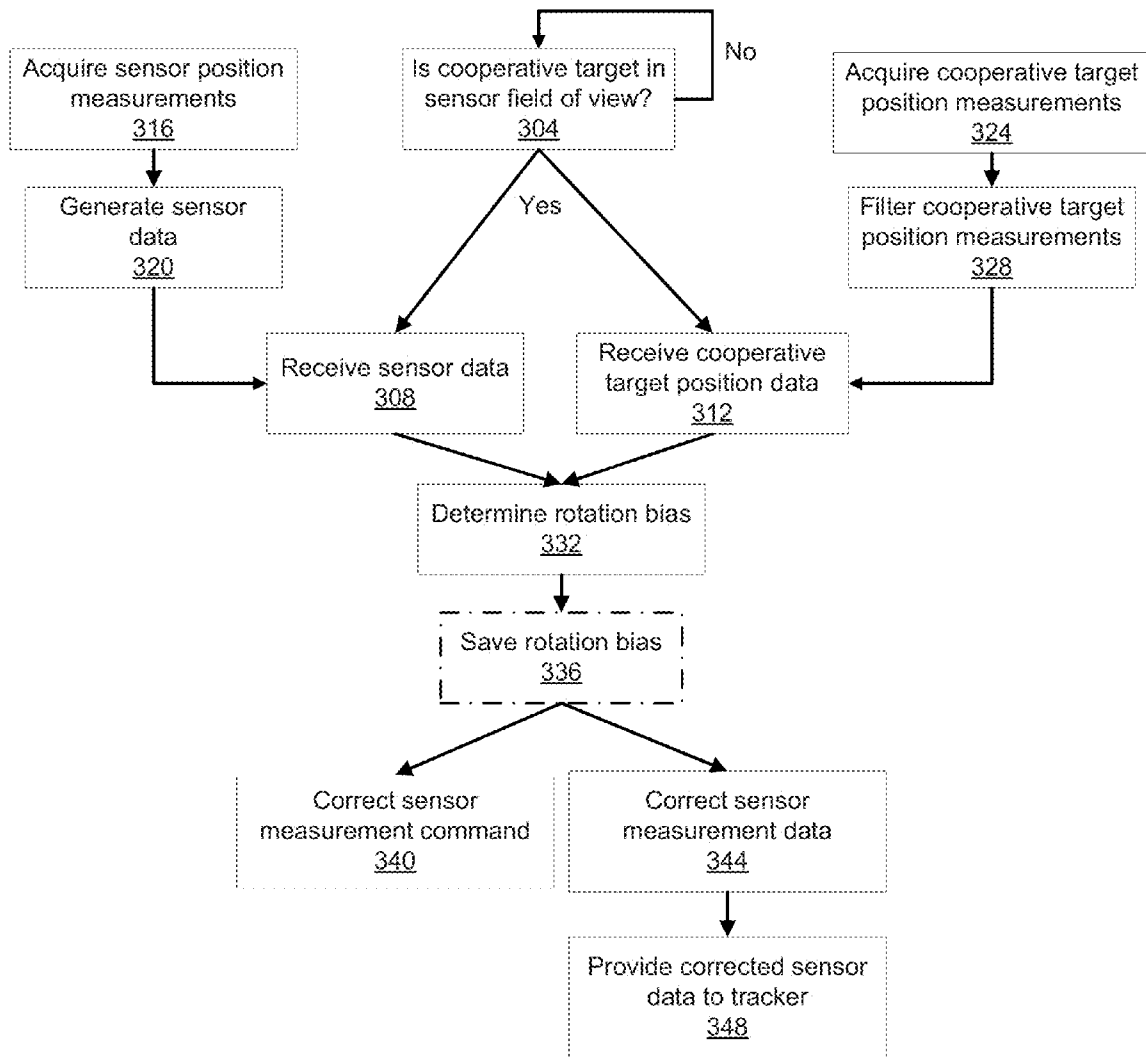 Acquire sensor position
measurements
316
Is cooperative target in
sensor field of view?
304
No
Acquire cooperative target
position measurements
324
Generate sensor
data
320
Yes
Filter cooperative target
position measurements
328
Receive sensor data
308
Receive cooperative
target position data
312
Determine rotation bias
332
Save rotation bias
336
Correct sensor
measurement command
340
Correct sensor
measurement data
344
Provide corrected sensor
data to tracker
348